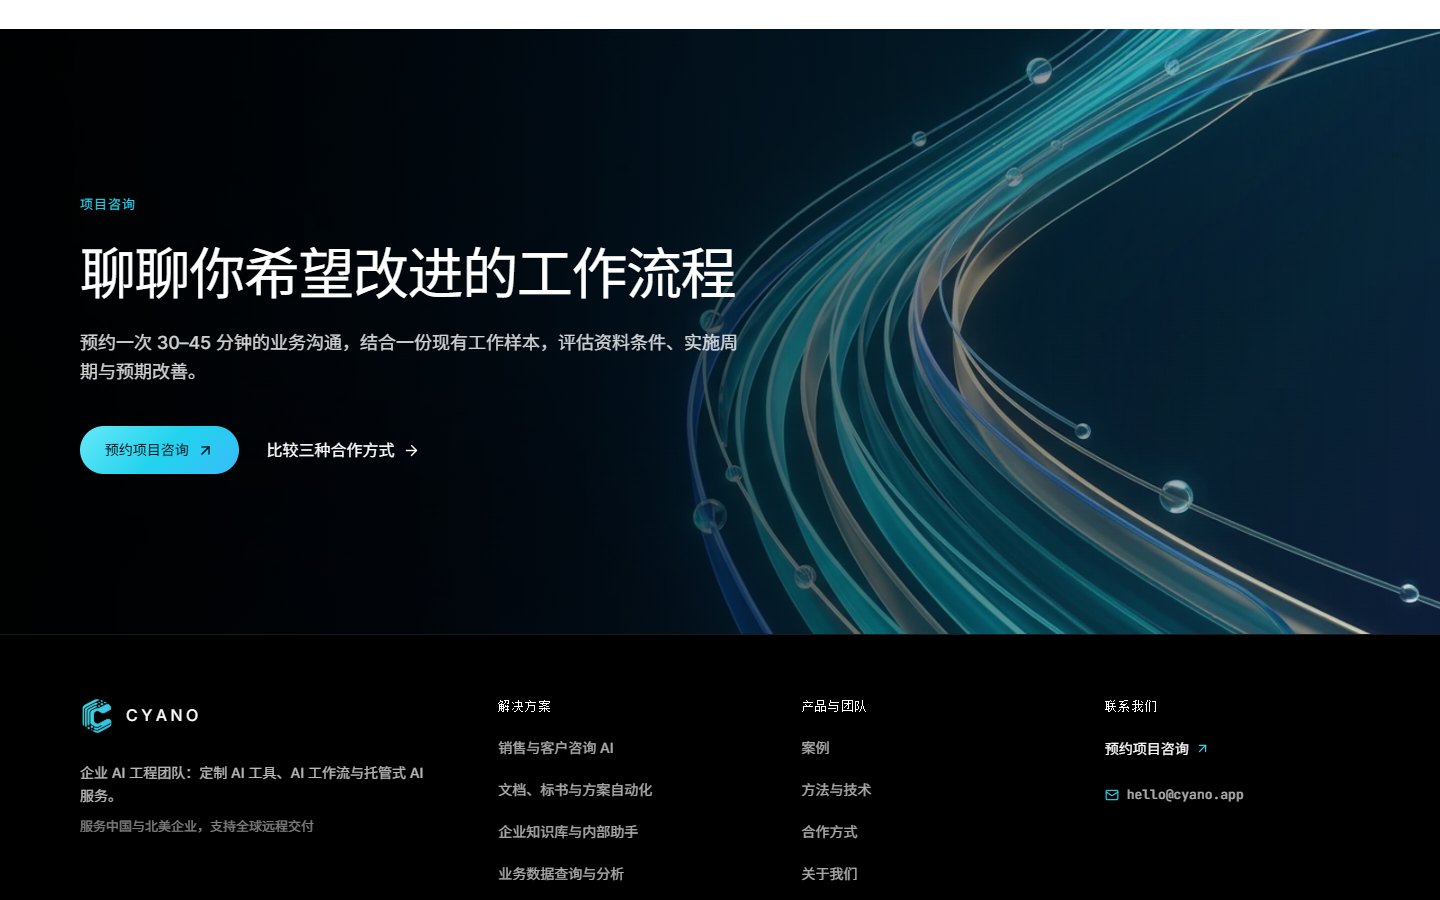 项目咨询
聊聊你希望改进的工作流程
预约一次 30–45 分钟的业务沟通，结合一份现有工作样本，评估资料条件、实施周
期与预期改善。
预约项目咨询
比较三种合作方式
CYANO
企业 AI 工程团队：定制 AI 工具、AI 工作流与托管式 AI
服务。
服务中国与北美企业，支持全球远程交付
解决方案
销售与客户咨询 AI
文档、标书与方案自动化
企业知识库与内部助手
业务数据查询与分析
产品与团队
案例
方法与技术
合作方式
关于我们
联系我们
预约项目咨询
hello@cyano.app